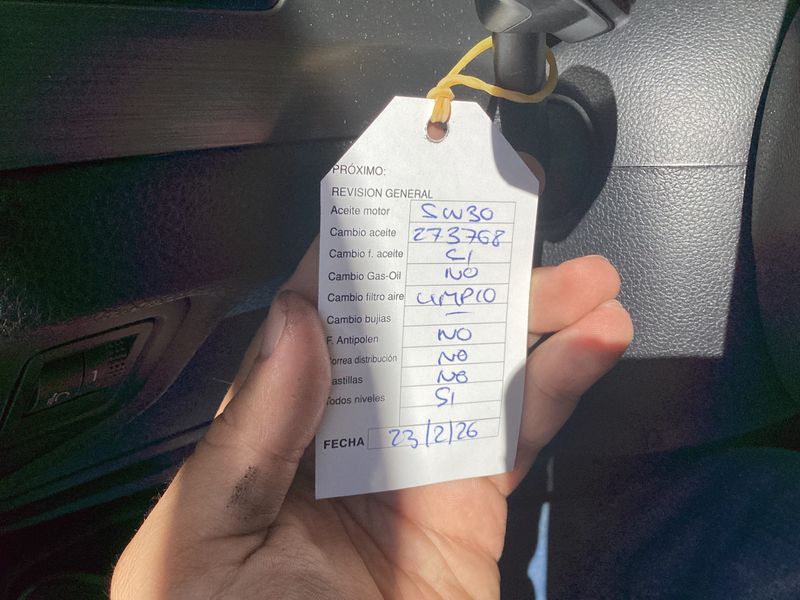 PRÓXIMO:
REVISION GENERAL
Aceite motor 5W30
Cambio aceite 273768
Cambio f. aceite SI
Cambio Gas-Oil NO
Cambio filtro aire LIMPIO
Cambio bujias —
F. Antipolen NO
Correa distribución NO
Pastillas NO
Todos niveles SI
FECHA 23/2/26